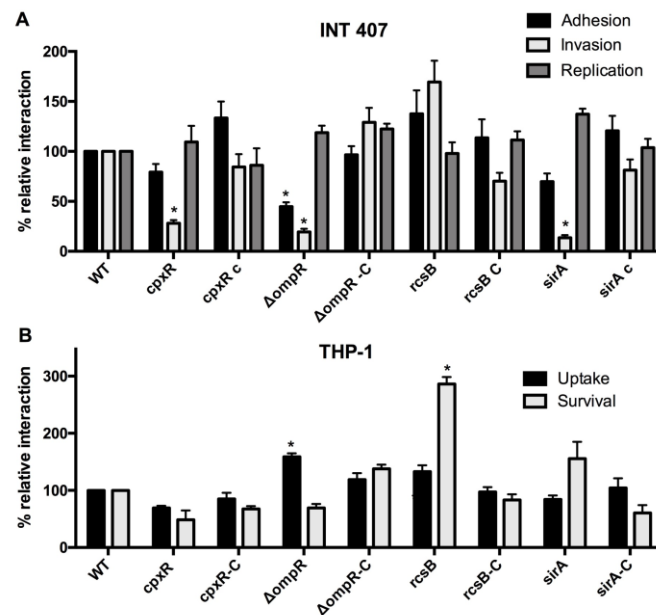 A
INT 407
Adhesion
Invasion
Replication
% relative interaction
200
150
100
50
0
*
*
*
*
WT
cpxR
cpxR c
ΔompR
ΔompR -C
rcsB
rcsB C
sirA
sirA c
B
THP-1
Uptake
Survival
% relative interaction
300
200
100
0
*
*
WT
cpxR
cpxR-C
ΔompR
ΔompR-C
rcsB
rcsB-C
sirA
sirA-C